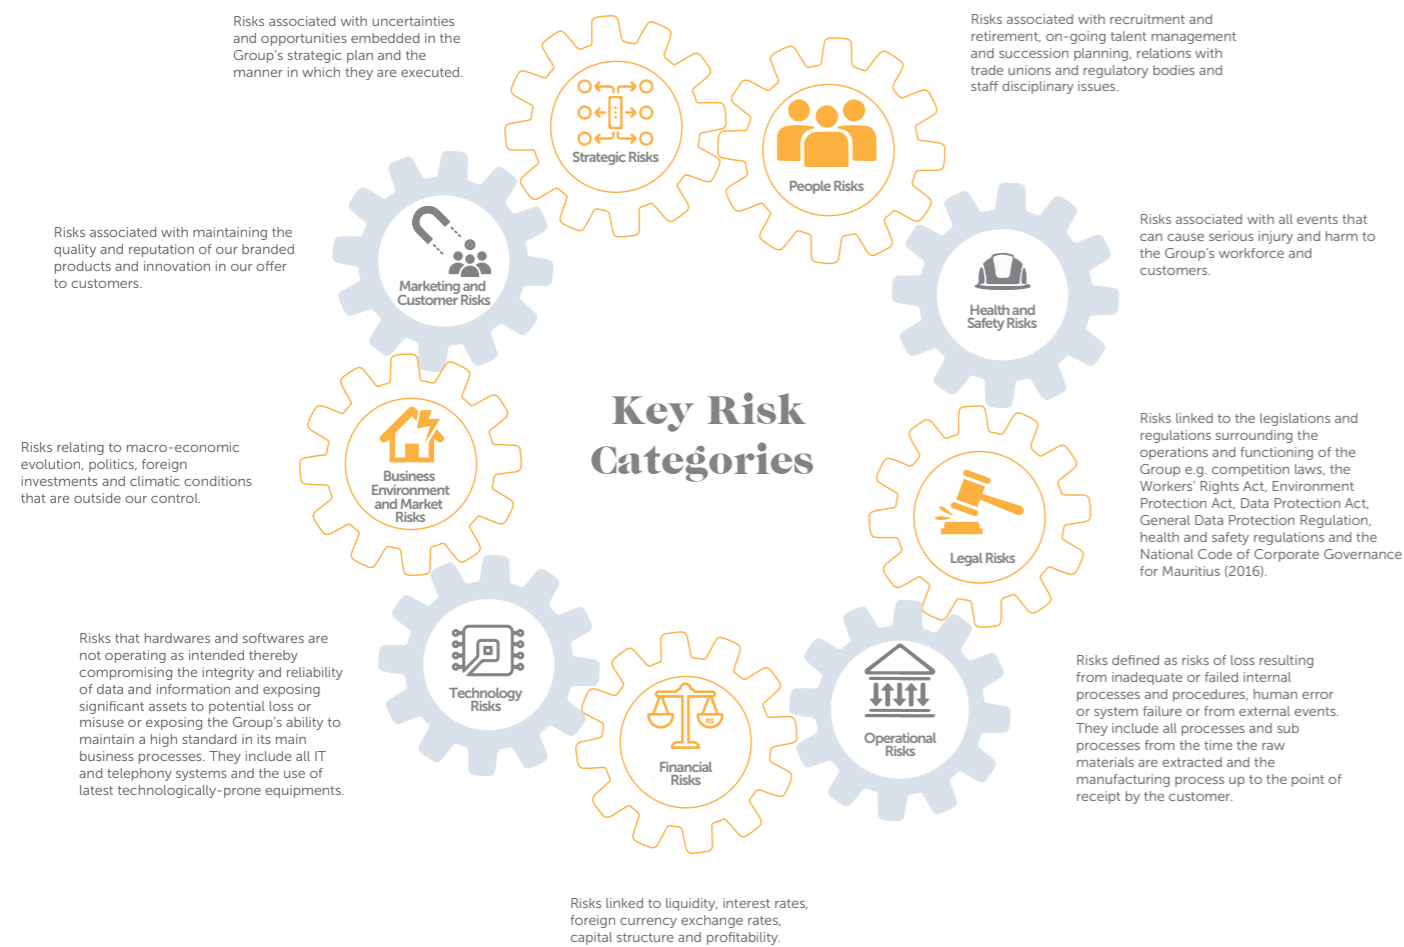 Risks associated with uncertainties
and opportunities embedded in the
Group's strategic plan and the
manner in which they are executed.
Strategic Risks
Risks associated with recruitment and
retirement, on-going talent management
and succession planning, relations with
trade unions and regulatory bodies and
staff disciplinary issues.
People Risks
Risks associated with maintaining the
quality and reputation of our branded
products and innovation in our offer
to customers.
Marketing and
Customer Risks
Risks associated with all events that
can cause serious injury and harm to
the Group's workforce and
customers.
Health and
Safety Risks
Key Risk
Categories
Risks relating to macro-economic
evolution, politics, foreign
investments and climatic conditions
that are outside our control.
Business
Environment
and Market
Risks
Risks linked to the legislations and
regulations surrounding the
operations and functioning of the
Group e.g. competition laws, the
Workers' Rights Act, Environment
Protection Act, Data Protection Act,
General Data Protection Regulation,
health and safety regulations and the
National Code of Corporate Governance
for Mauritius (2016).
Legal Risks
Risks that hardwares and softwares are
not operating as intended thereby
compromising the integrity and reliability
of data and information and exposing
significant assets to potential loss or
misuse or exposing the Group's ability to
maintain a high standard in its main
business processes. They include all IT
and telephony systems and the use of
latest technologically-prone equipments.
Technology
Risks
RS
Financial
Risks
Operational
Risks
Risks defined as risks of loss resulting
from inadequate or failed internal
processes and procedures, human error
or system failure or from external events.
They include all processes and sub
processes from the time the raw
materials are extracted and the
manufacturing process up to the point of
receipt by the customer.
Risks linked to liquidity, interest rates,
foreign currency exchange rates,
capital structure and profitability.